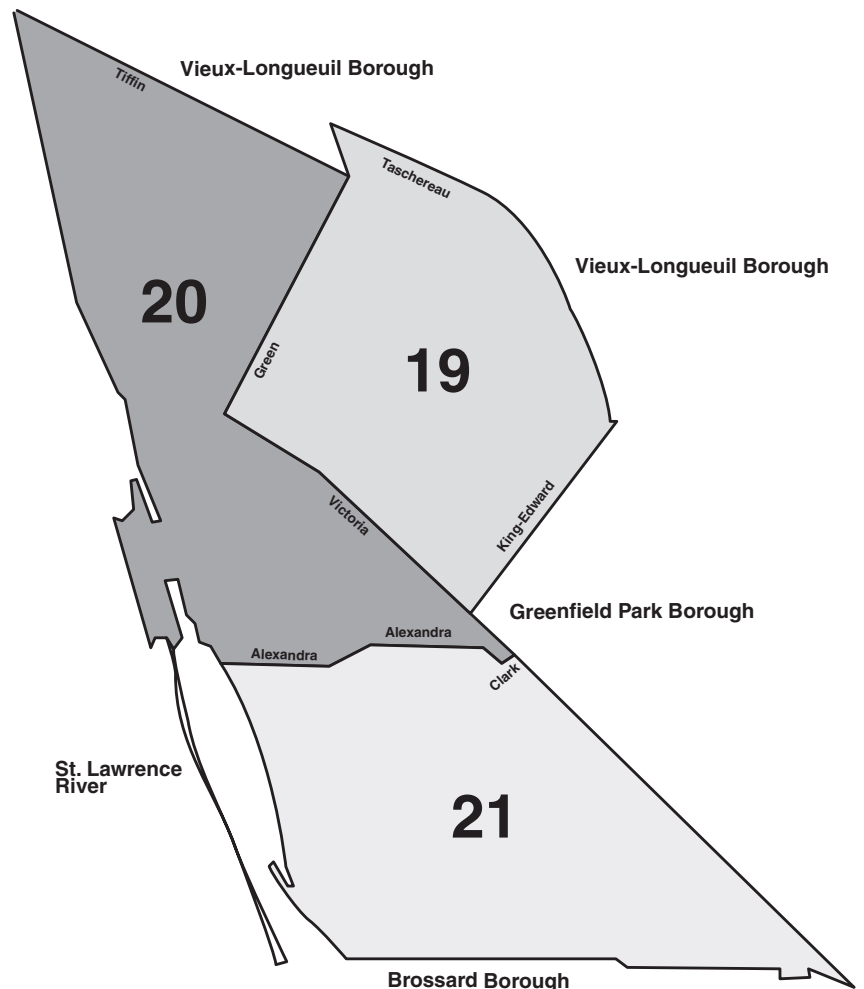 Vieux-Longueuil Borough
Tiffin
Taschereau
Vieux-Longueuil Borough
20
Green
19
Victoria
King-Edward
Greenfield Park Borough
Alexandra
Alexandra
Clark
St. Lawrence
River
21
Brossard Borough